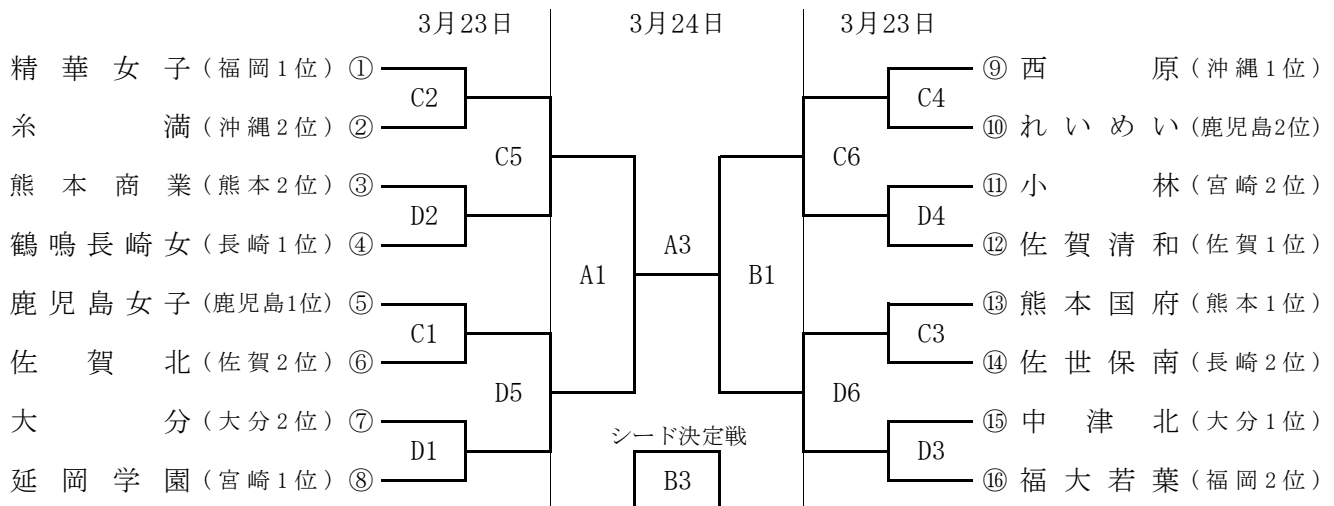 3月23日 3月24日 3月23日
精華女子(福岡1位)① ⑨西原(沖縄1位)
C2 C4
糸満(沖縄2位)② ⑩れいめい(鹿児島2位)
C5 C6
熊本商業(熊本2位)③ ⑪小林(宮崎2位)
D2 D4
鶴鳴長崎女(長崎1位)④ ⑫佐賀清和(佐賀1位)
A3
A1 B1
鹿児島女子(鹿児島1位)⑤ ⑬熊本国府(熊本1位)
C1 C3
佐賀北(佐賀2位)⑥ ⑭佐世保南(長崎2位)
D5 D6
大分(大分2位)⑦ ⑮中津北(大分1位)
シード決定戦
D1 D3
延岡学園(宮崎1位)⑧ B3 ⑯福大若葉(福岡2位)